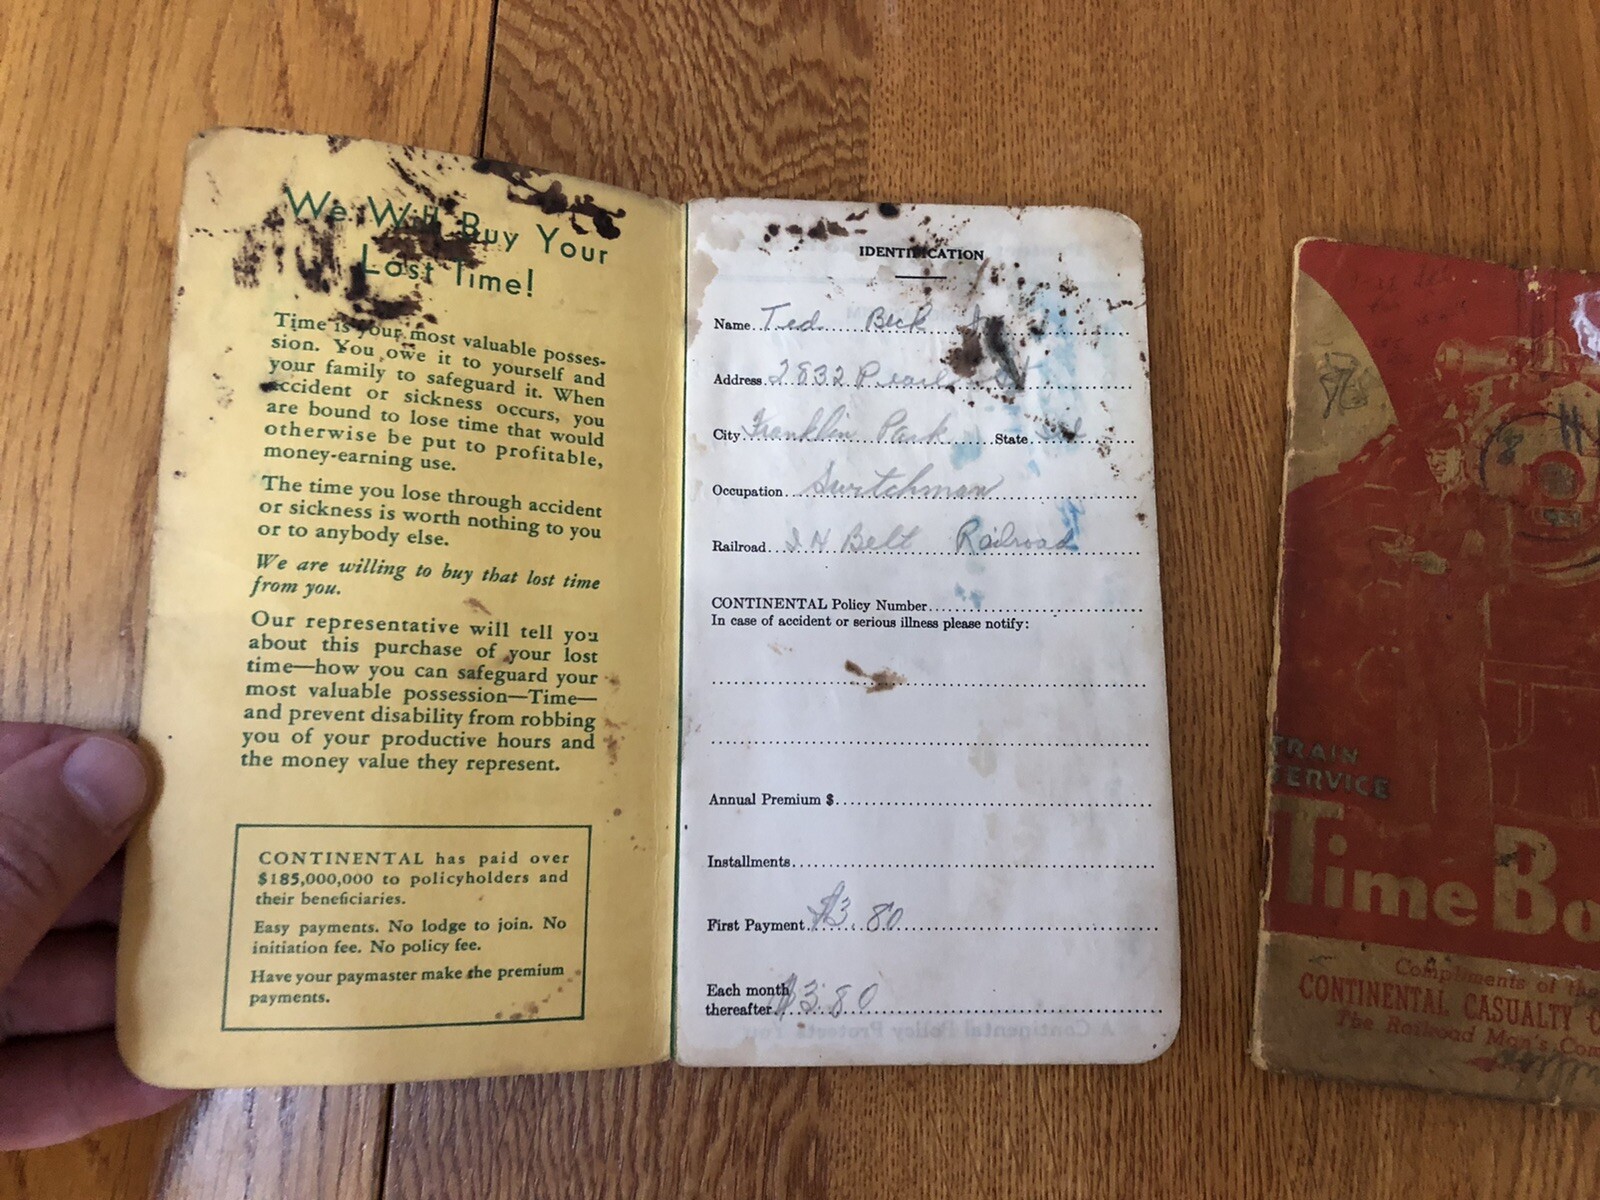 We Will Buy Your
Lost Time!
Time is your most valuable posses-
sion. You owe it to yourself and
your family to safeguard it. When
accident or sickness occurs, you
are bound to lose time that would
otherwise be put to profitable,
money-earning use.
The time you lose through accident
or sickness is worth nothing to you
or to anybody else.
We are willing to buy that lost time
from you.
Our representative will tell you
about this purchase of your lost
time—how you can safeguard your
most valuable possession—Time—
and prevent disability from robbing
you of your productive hours and
the money value they represent.
CONTINENTAL has paid over
$185,000,000 to policyholders and
their beneficiaries.
Easy payments. No lodge to join. No
initiation fee. No policy fee.
Have your paymaster make the premium
payments.
IDENTIFICATION
Name Ted Beck
Address 2832 Pearl St.
City Franklin Park State Ill
Occupation Switchman
Railroad I H Belt Railroad
CONTINENTAL Policy Number
In case of accident or serious illness please notify:
Annual Premium $
Installments
First Payment $3.80
Each month
thereafter $3.80
TRAIN
SERVICE
Time Bo
Compliments of the
CONTINENTAL CASUALTY C
The Railroad Man's Com